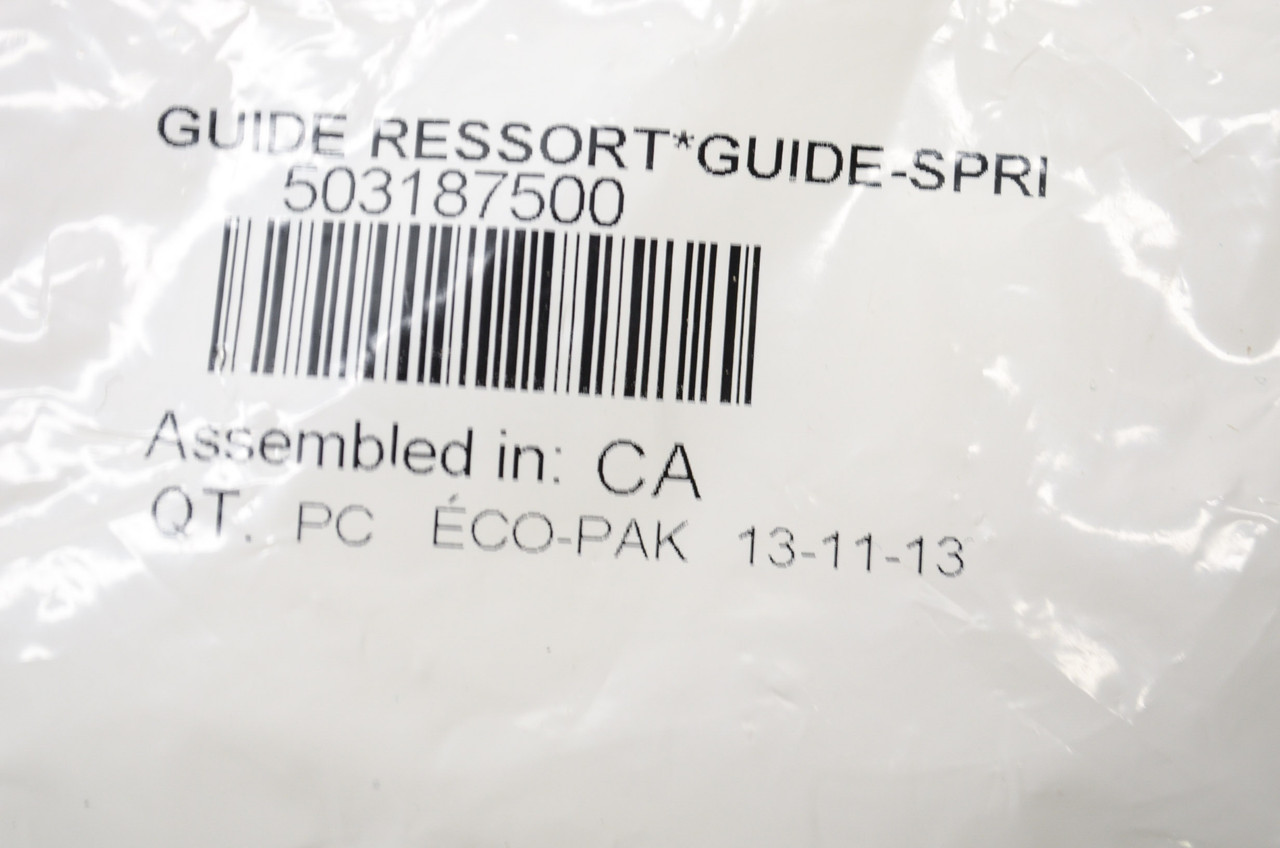 GUIDE RESSORT*GUIDE-SPRI
503187500
Assembled in: CA
QT. PC ÉCO-PAK 13-11-13